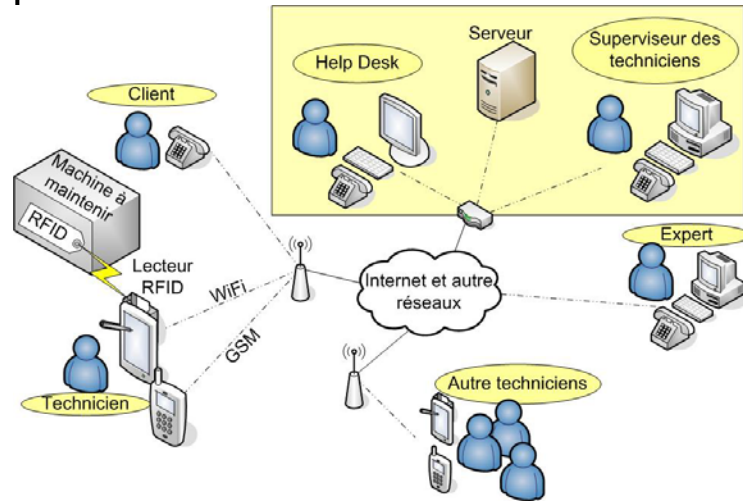 Serveur
Help Desk
Superviseur des
techniciens
Client
Machine à
maintenir
RFID
Lecteur
RFID
WiFi
GSM
Technicien
Internet et autre
réseaux
Expert
Autre techniciens